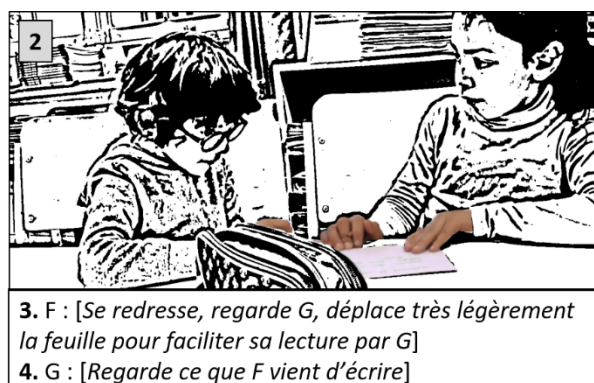 2
3. F : [Se redresse, regarde G, déplace très légèrement
la feuille pour faciliter sa lecture par G]
4. G : [Regarde ce que F vient d’écrire]